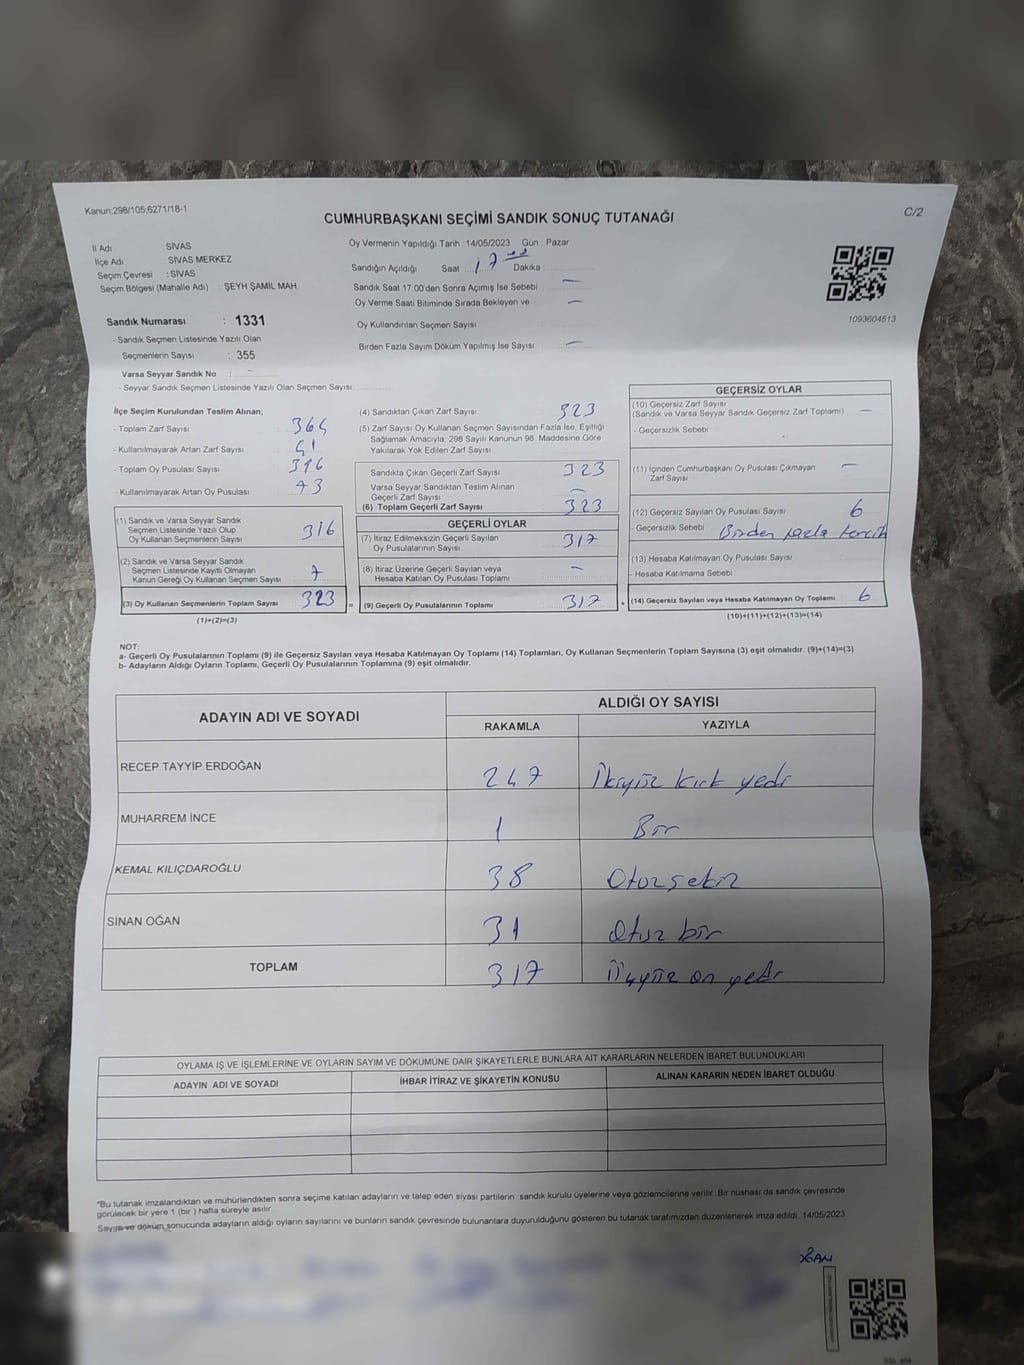 Kanun;298/105;6271/18-1
CUMHURBAŞKANI SEÇİMİ SANDIK SONUÇ TUTANAĞI
C/2
İl Adı : SİVAS
İlçe Adı : SİVAS MERKEZ
Seçim Çevresi : SİVAS
Seçim Bölgesi (Mahalle Adı) : ŞEYH ŞAMİL MAH.
Oy Vermenin Yapıldığı Tarih 14/05/2023 Gün Pazar
Sandığın Açıldığı Saat 17 Dakika
Sandık Saat 17:00'den Sonra Açımış İse Sebebi : —
Oy Verme Saati Bitiminde Sırada Bekleyen ve —
Oy Kullandırılan Seçmen Sayısı :
Birden Fazla Sayım Döküm Yapılmış İse Sayısı : —
1093604513
Sandık Numarası : 1331
- Sandık Seçmen Listesinde Yazılı Olan
Seçmenlerin Sayısı : 355
Varsa Seyyar Sandık No : -
- Seyyar Sandık Seçmen Listesinde Yazılı Olan Seçmen Sayısı:
İlçe Seçim Kurulundan Teslim Alınan;
- Toplam Zarf Sayısı
- Kullanılmayarak Artan Zarf Sayısı
- Toplam Oy Pusulası Sayısı
- Kullanılmayarak Artan Oy Pusulası
(1) Sandık ve Varsa Seyyar Sandık
Seçmen Listesinde Yazılı Olup
Oy Kullanan Seçmenlerin Sayısı 316
(2) Sandık ve Varsa Seyyar Sandık
Seçmen Listesinde Kayıtlı Olmayan
Kanun Gereği Oy Kullanan Seçmen Sayısı 7
(3) Oy Kullanan Seçmenlerin Toplam Sayısı 323
(1)+(2)=(3)
(4) Sandıktan Çıkan Zarf Sayısı 323
(5) Zarf Sayısı Oy Kullanan Seçmen Sayısından Fazla İse, Eşitliği
Sağlamak Amacıyla, 298 Sayılı Kanunun 98. Maddesine Göre
Yakılarak Yok Edilen Zarf Sayısı
Sandıkta Çıkan Geçerli Zarf Sayısı 323
Varsa Seyyar Sandıktan Teslim Alınan
Geçerli Zarf Sayısı —
(6) Toplam Geçerli Zarf Sayısı 323
GEÇERLİ OYLAR
(7) İtiraz Edilmeksizin Geçerli Sayılan
Oy Pusulalarının Sayısı 317
(8) İtiraz Üzerine Geçerli Sayılan veya
Hesaba Katılan Oy Pusulası Toplamı —
= (9) Geçerli Oy Pusulalarının Toplamı 317 +
GEÇERSİZ OYLAR
(10) Geçersiz Zarf Sayısı
(Sandık ve Varsa Seyyar Sandık Geçersiz Zarf Toplamı) —
- Geçersizlik Sebebi
(11) İçinden Cumhurbaşkanı Oy Pusulası Çıkmayan —
Zarf Sayısı
(12) Geçersiz Sayılan Oy Pusulası Sayısı 6
- Geçersizlik Sebebi Birden fazla tercih
(13) Hesaba Katılmayan Oy Pusulası Sayısı
- Hesaba Katılmama Sebebi
(14) Geçersiz Sayılan veya Hesaba Katılmayan Oy Toplamı 6
(10)+(11)+(12)+(13)=(14)
NOT:
a- Geçerli Oy Pusulalarının Toplamı (9) ile Geçersiz Sayılan veya Hesaba Katılmayan Oy Toplamı (14) Toplamları, Oy Kullanan Seçmenlerin Toplam Sayısına (3) eşit olmalıdır. (9)+(14)=(3)
b- Adayların Aldığı Oyların Toplamı, Geçerli Oy Pusulalarının Toplamına (9) eşit olmalıdır.
ADAYIN ADI VE SOYADI
ALDIĞI OY SAYISI
RAKAMLA YAZIYLA
RECEP TAYYİP ERDOĞAN 247 İkiyüz kırk yedi
MUHARREM İNCE 1 Bir
KEMAL KILIÇDAROĞLU 38 Otuzsekiz
SİNAN OĞAN 31 Otuz bir
TOPLAM 317 Üçyüz on yedi
OYLAMA İŞ VE İŞLEMLERİNE VE OYLARIN SAYIM VE DÖKÜMÜNE DAİR ŞİKAYETLERLE BUNLARA AİT KARARLARIN NELERDEN İBARET BULUNDUKLARI
ADAYIN ADI VE SOYADI İHBAR İTİRAZ VE ŞİKAYETİN KONUSU ALINAN KARARIN NEDEN İBARET OLDUĞU
*Bu tutanak imzalandıktan ve mühürlendikten sonra seçime katılan adayların ve talep eden siyasi partilerin sandık kurulu üyelerine veya gözlemcilerine verilir. Bir nüshası da sandık çevresinde
görülecek bir yere 1 (bir ) hafta süreyle asılır.
Sayım ve döküm sonucunda adayların aldığı oyların sayılarını ve bunların sandık çevresinde bulunanlara duyurulduğunu gösteren bu tutanak tarafımızdan düzenlenerek imza edildi. 14/05/2023